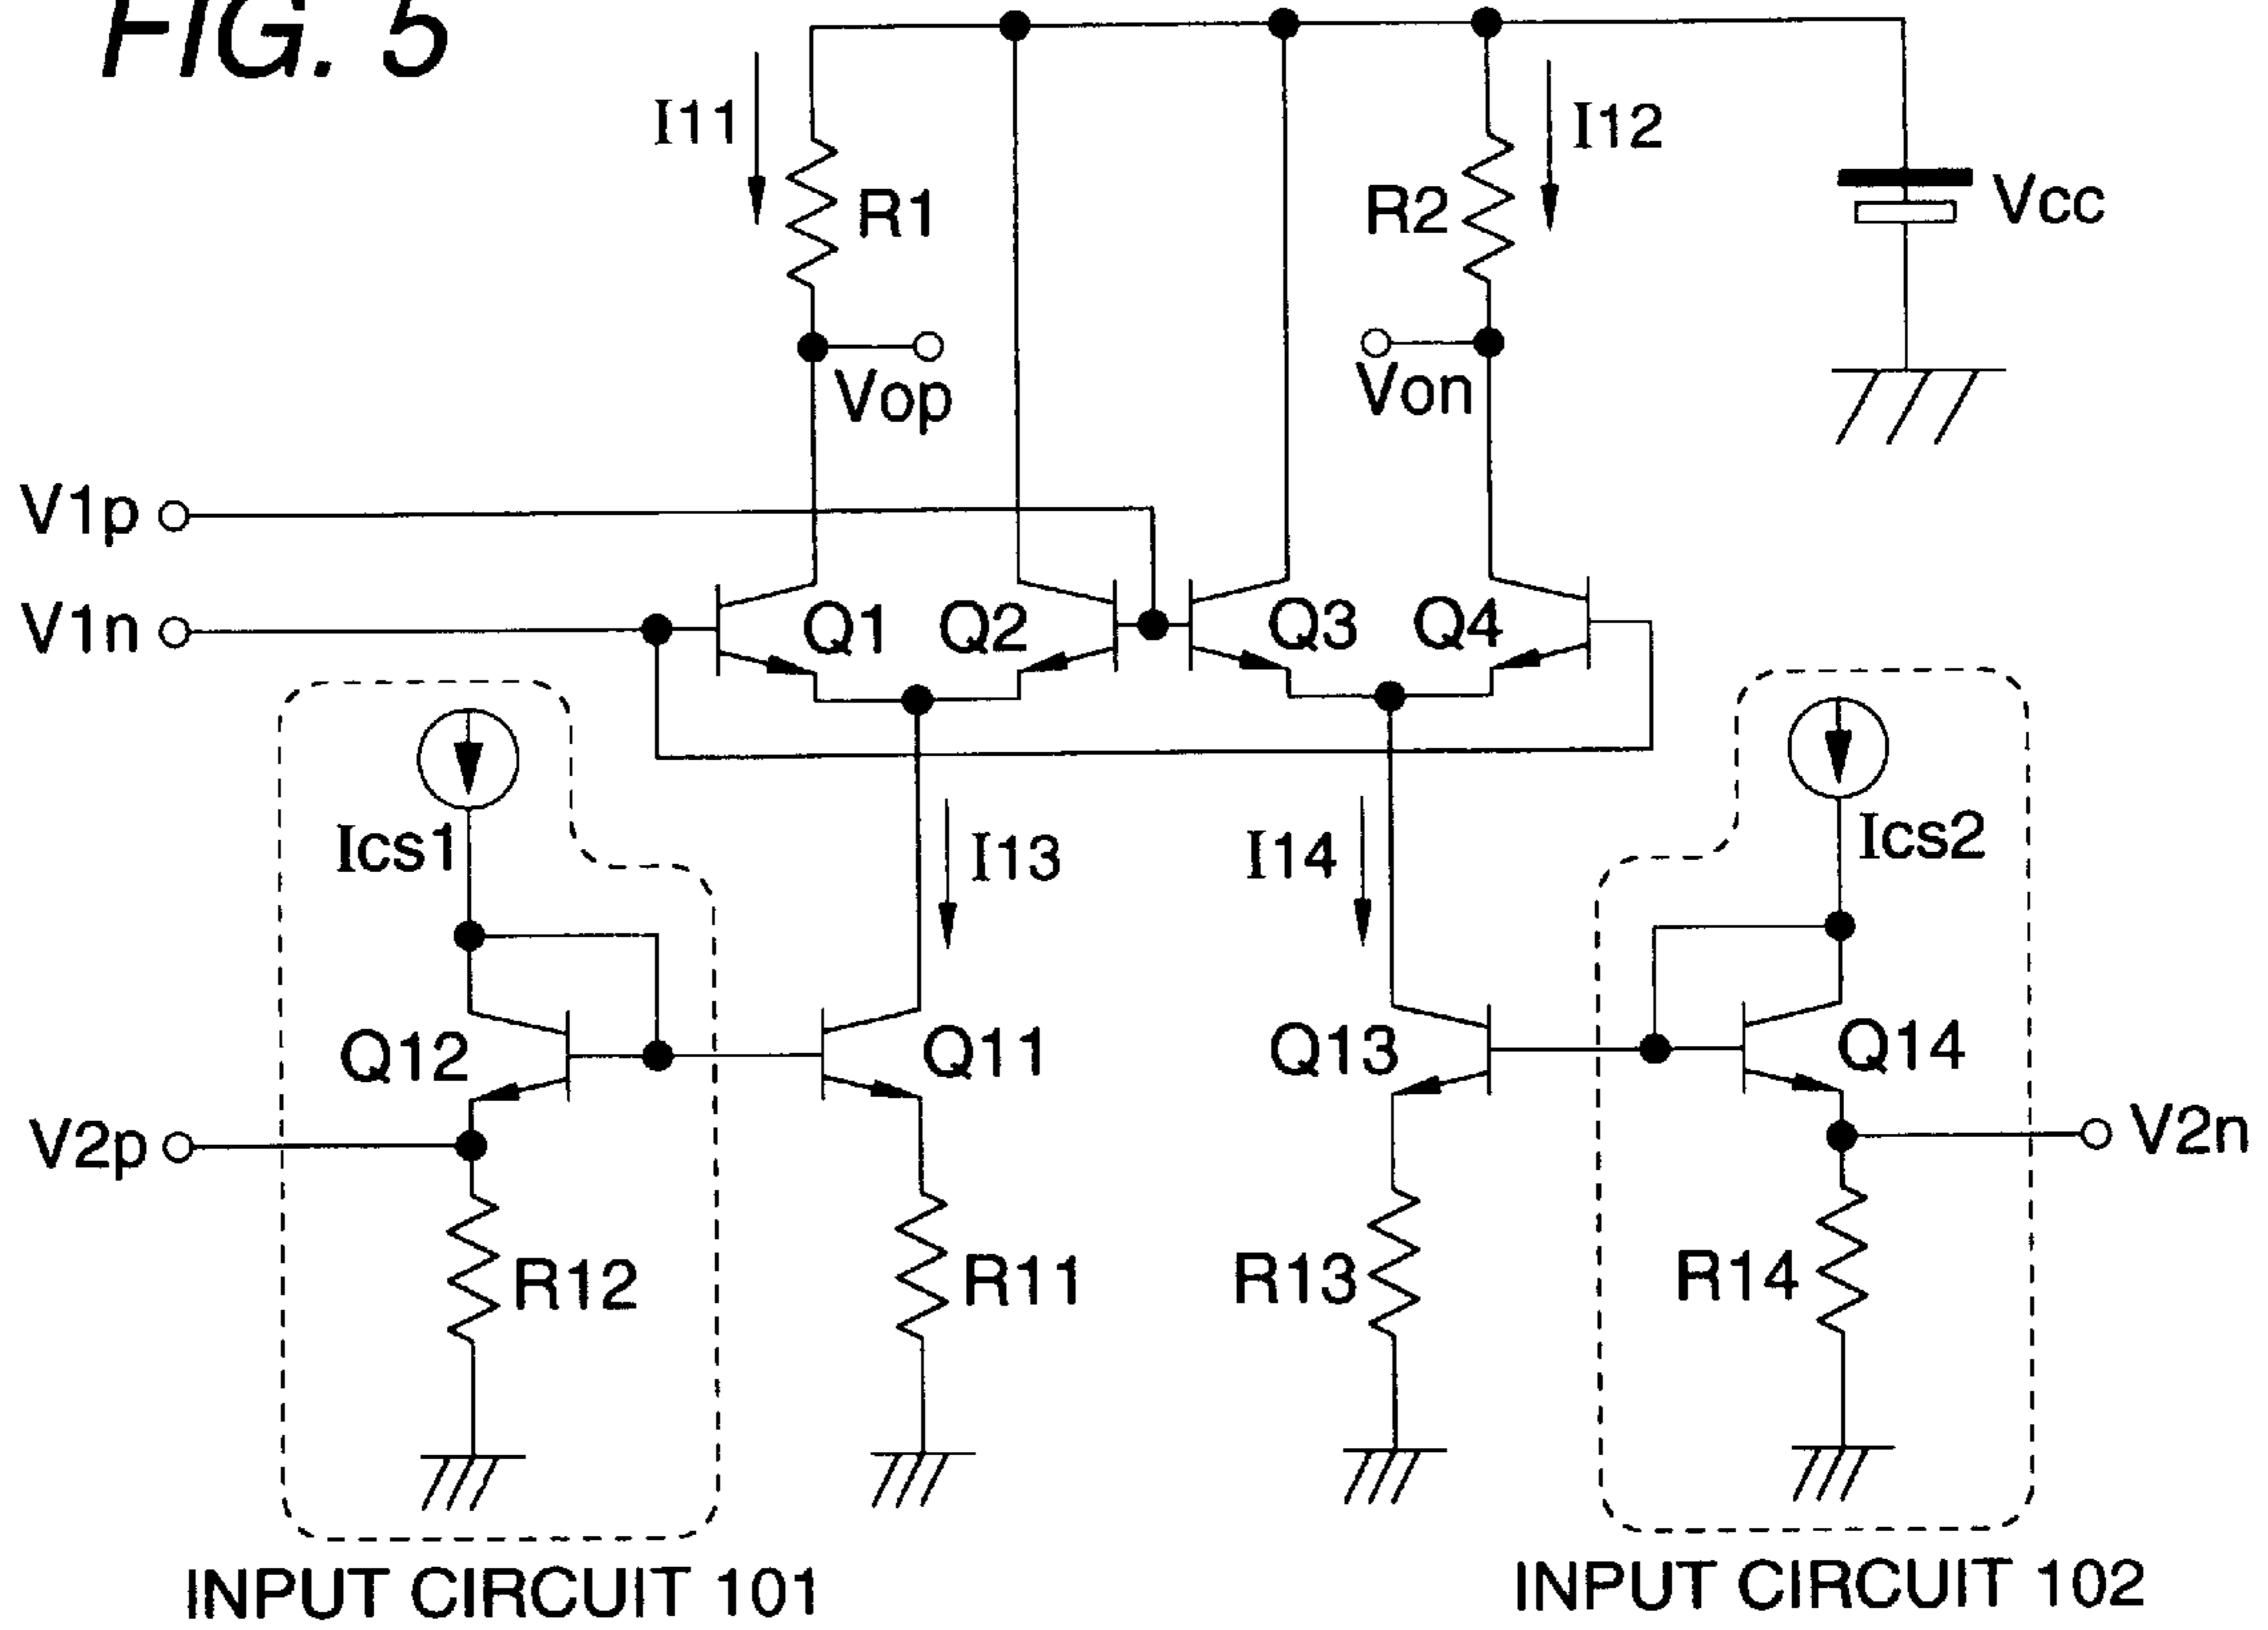 FIG. 5
I11
R1
R2
I12
Vcc
Vop
Von
V1p
V1n
Q1
Q2
Q3
Q4
Ics1
I13
I14
Ics2
Q12
Q11
Q13
Q14
V2p
V2n
R12
R11
R13
R14
INPUT CIRCUIT 101
INPUT CIRCUIT 102